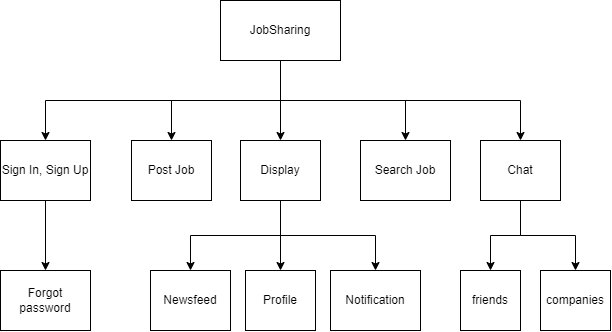 JobSharing
Sign In, Sign Up
Post Job
Display
Search Job
Chat
Forgot
password
Newsfeed
Profile
Notification
friends
companies